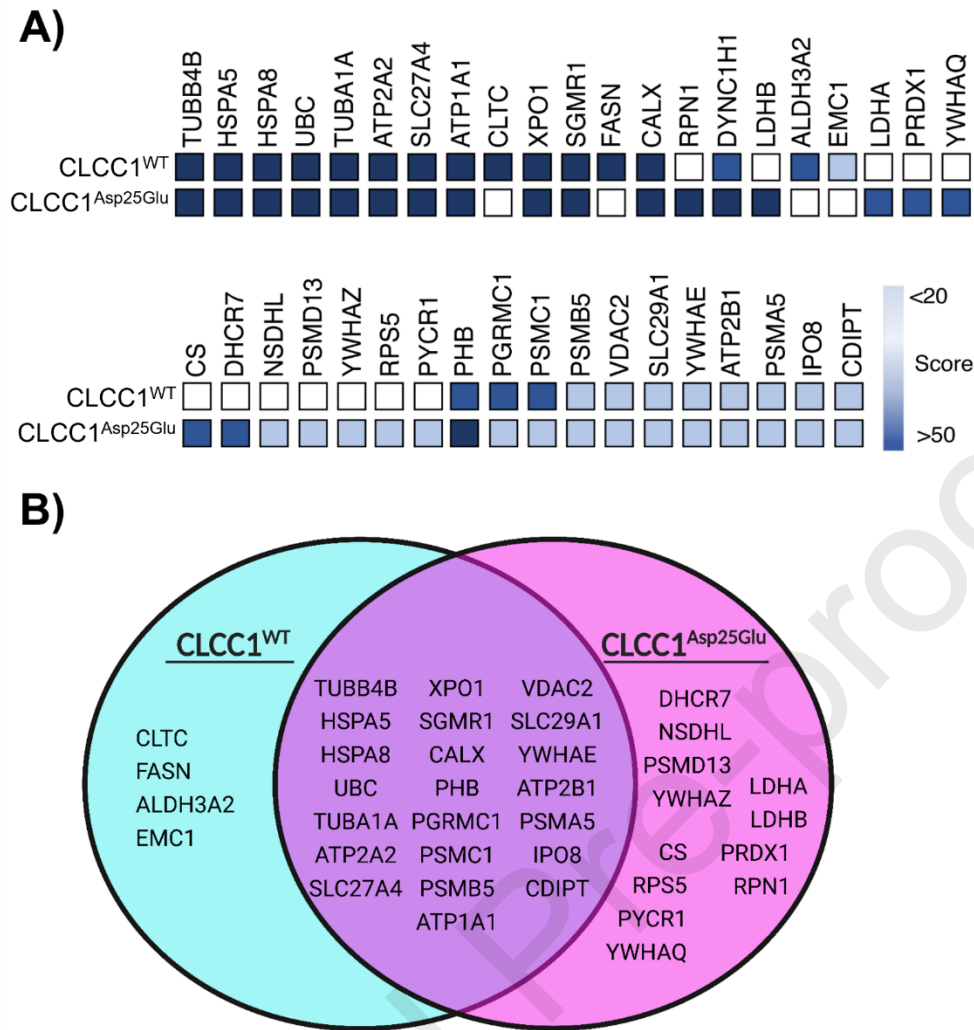 A)
TUBB4B HSPA5 HSPA8 UBC TUBA1A ATP2A2 SLC27A4 ATP1A1 CLTC XPO1 SGMR1 FASN CALX RPN1 DYNC1H1 LDHB ALDH3A2 EMC1 LDHA PRDX1 YWHAQ
CLCC1WT
CLCC1Asp25Glu
CS DHCR7 NSDHL PSMD13 YWHAZ RPS5 PYCR1 PHB PGRMC1 PSMC1 PSMB5 VDAC2 SLC29A1 YWHAE ATP2B1 PSMA5 IPO8 CDIPT
CLCC1WT
CLCC1Asp25Glu
<20
Score
>50
B)
CLCC1WT
CLTC
FASN
ALDH3A2
EMC1
TUBB4B XPO1 VDAC2
HSPA5 SGMR1 SLC29A1
HSPA8 CALX YWHAE
UBC PHB ATP2B1
TUBA1A PGRMC1 PSMA5
ATP2A2 PSMC1 IPO8
SLC27A4 PSMB5 CDIPT
ATP1A1
CLCC1Asp25Glu
DHCR7
NSDHL
PSMD13
YWHAZ
LDHA
LDHB
CS PRDX1
RPS5 RPN1
PYCR1
YWHAQ
Pre-proo